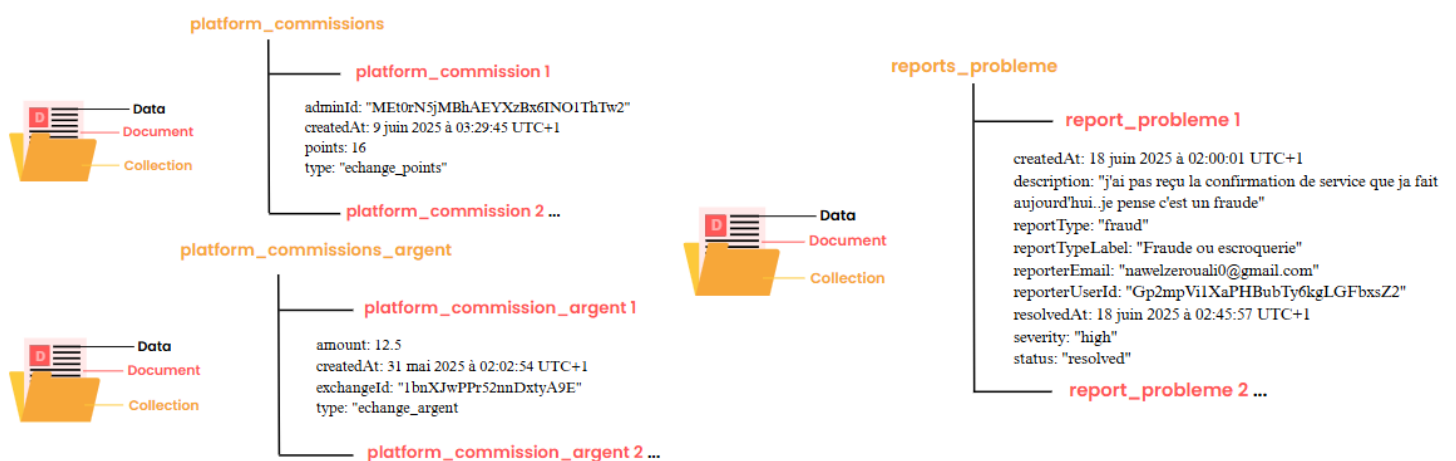 platform_commissions
platform_commission 1
D
Data
Document
Collection
adminId: "MEt0rN5jMBhAEYXzBx6INO1ThTw2"
createdAt: 9 juin 2025 à 03:29:45 UTC+1
points: 16
type: "echange_points"
platform_commission 2 ...
platform_commissions_argent
platform_commission_argent 1
D
Data
Document
Collection
amount: 12.5
createdAt: 31 mai 2025 à 02:02:54 UTC+1
exchangeId: "1bnXJwPPr52nnDxtyA9E"
type: "echange_argent
platform_commission_argent 2 ...
reports_probleme
report_probleme 1
D
Data
Document
Collection
createdAt: 18 juin 2025 à 02:00:01 UTC+1
description: "j'ai pas reçu la confirmation de service que ja fait
aujourd'hui..je pense c'est un fraude"
reportType: "fraud"
reportTypeLabel: "Fraude ou escroquerie"
reporterEmail: "nawelzerouali0@gmail.com"
reporterUserId: "Gp2mpVi1XaPHBubTy6kgLGFbxsZ2"
resolvedAt: 18 juin 2025 à 02:45:57 UTC+1
severity: "high"
status: "resolved"
report_probleme 2 ...